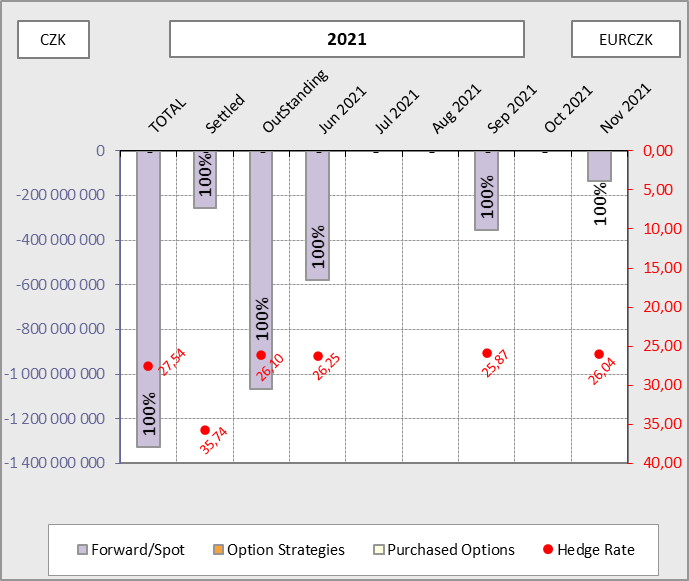 CZK
2021
EURCZK
TOTAL
Settled
OutStanding
Jun 2021
Jul 2021
Aug 2021
Sep 2021
Oct 2021
Nov 2021
0
-200 000 000
-400 000 000
-600 000 000
-800 000 000
-1 000 000 000
-1 200 000 000
-1 400 000 000
100%
100%
100%
100%
100%
100%
27,54
35,74
26,10
26,25
25,87
26,04
0,00
5,00
10,00
15,00
20,00
25,00
30,00
35,00
40,00
Forward/Spot
Option Strategies
Purchased Options
Hedge Rate